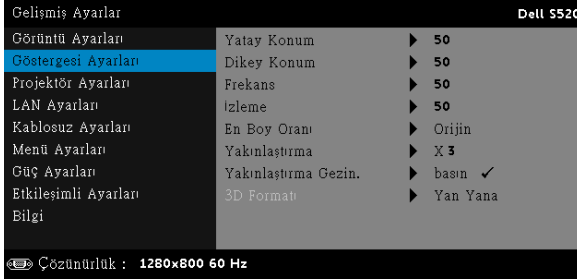 Gelişmiş Ayarlar Dell S520
Görüntü Ayarları
Göstergesi Ayarları
Projektör Ayarları
LAN Ayarları
Kablosuz Ayarları
Menü Ayarları
Güç Ayarları
Etkileşimli Ayarları
Bilgi
Yatay Konum 50
Dikey Konum 50
Frekans 50
İzleme 50
En Boy Oranı Orijin
Yakınlaştırma X 3
Yakınlaştırma Gezin. basın ✓
3D Formatı Yan Yana
Çözünürlük : 1280x800 60 Hz